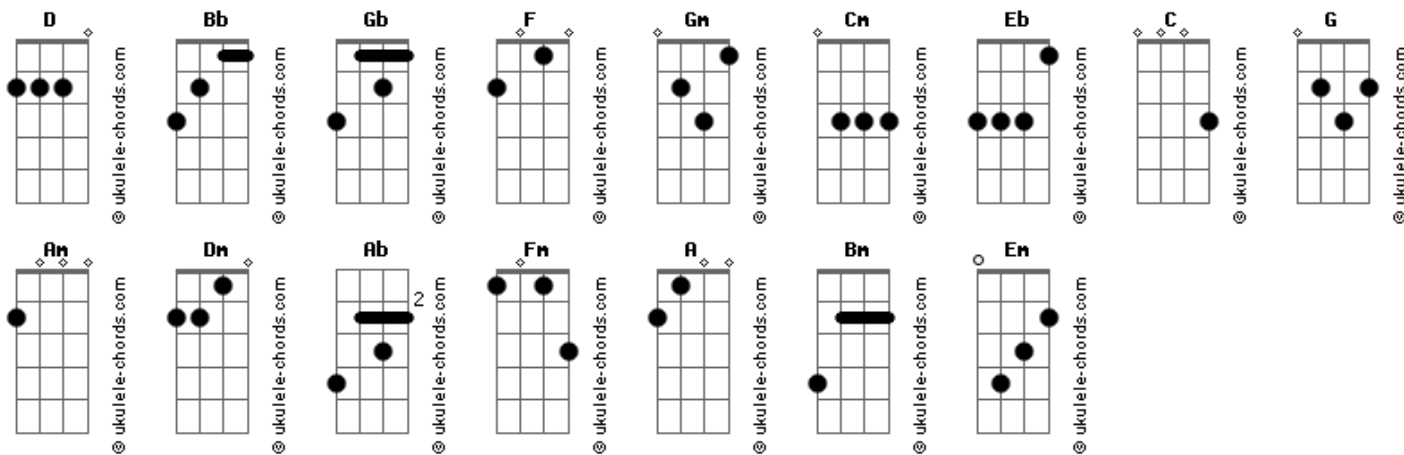 D Bb Gb F Gm Cm Eb C G
© ukulele-chords.com © ukulele-chords.com © ukulele-chords.com © ukulele-chords.com © ukulele-chords.com © ukulele-chords.com © ukulele-chords.com © ukulele-chords.com © ukulele-chords.com
Am Dm Ab Fm A Bm Em
2
© ukulele-chords.com © ukulele-chords.com © ukulele-chords.com © ukulele-chords.com © ukulele-chords.com © ukulele-chords.com © ukulele-chords.com